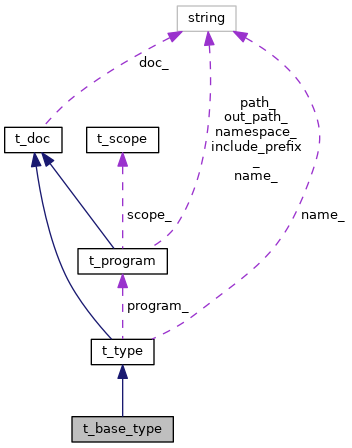 string
doc_
path_
out_path_
namespace_
include_prefix
_
name_
t_doc
t_scope
scope_
name_
t_program
program_
t_type
t_base_type